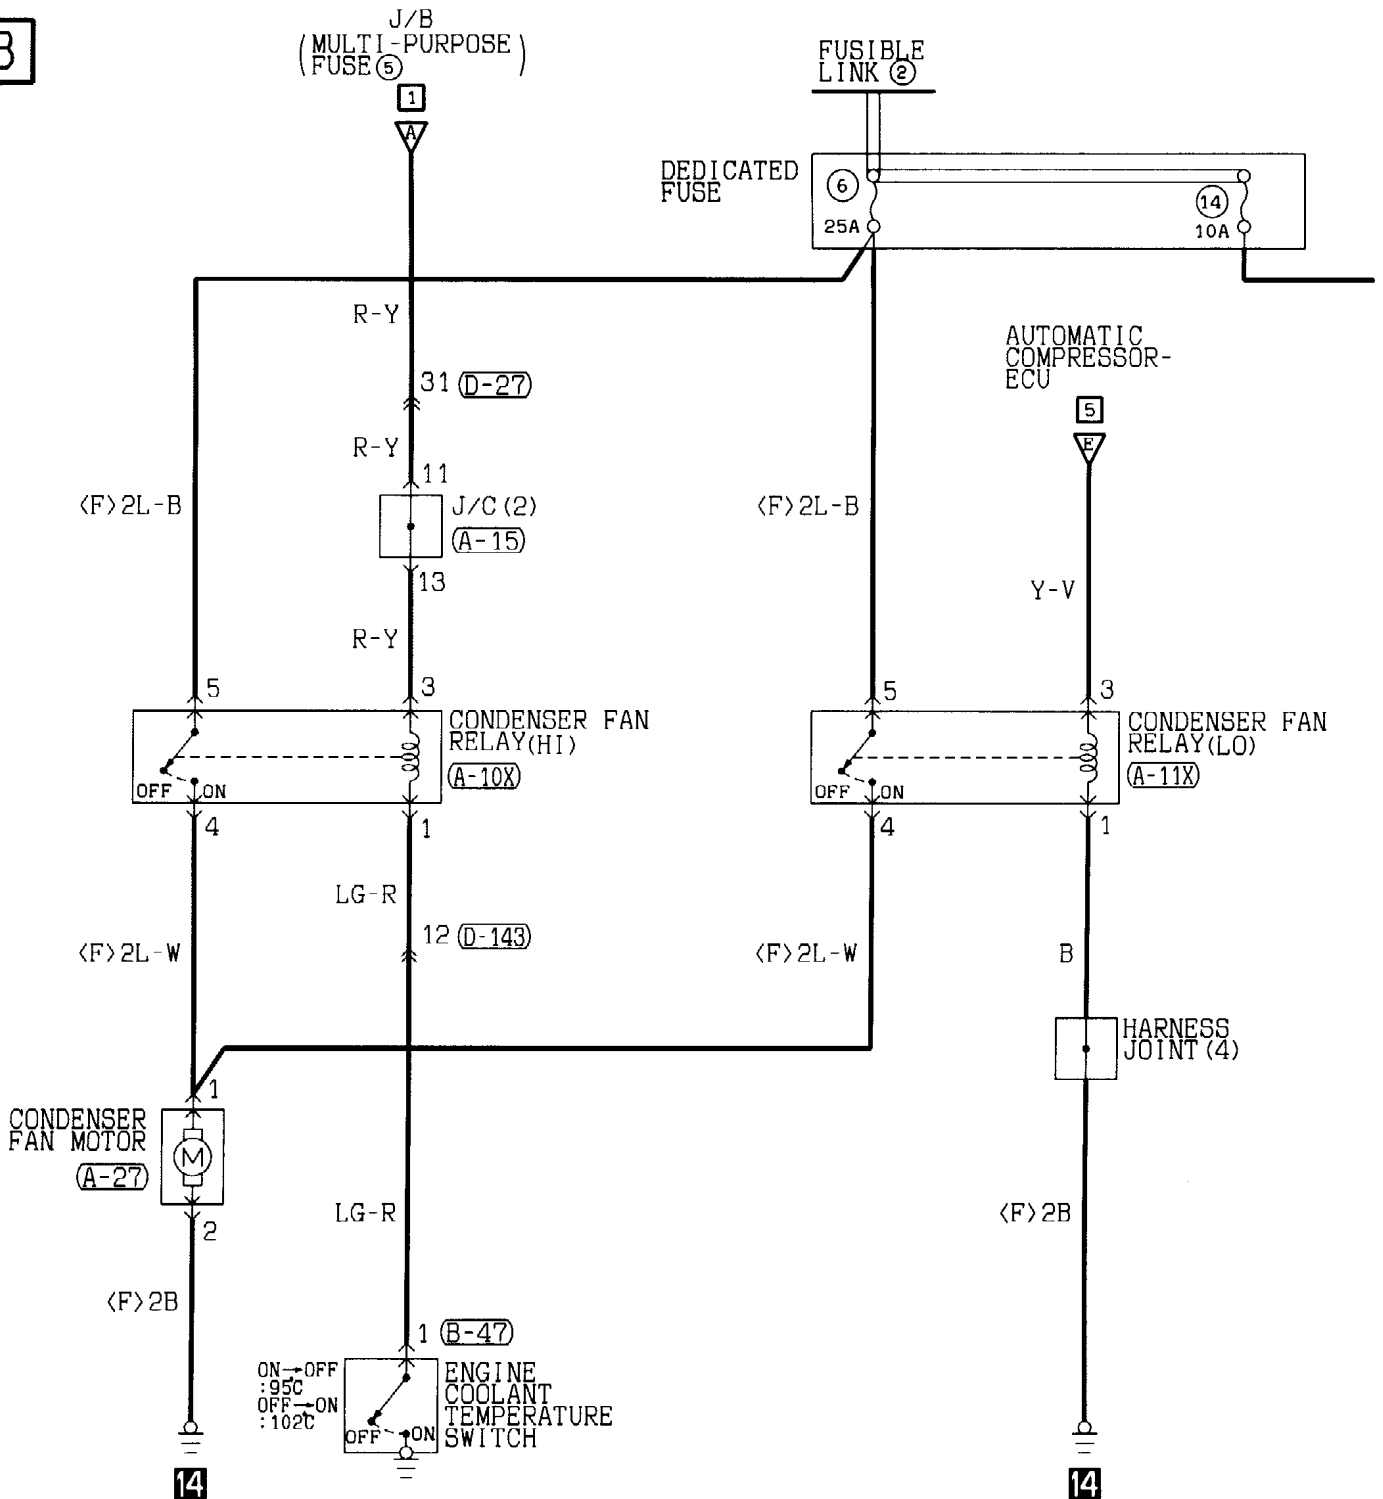 B
J/B
(MULTI-PURPOSE
FUSE⑤)
1
A
FUSIBLE
LINK ②
DEDICATED
FUSE
6
25A
14
10A
R-Y
AUTOMATIC
COMPRESSOR-
ECU
5
E
31 (D-27)
R-Y
11
J/C(2)
(A-15)
13
<F>2L-B
<F>2L-B
Y-V
R-Y
5
3
CONDENSER FAN
RELAY(HI)
(A-10X)
OFF
ON
4
1
5
3
CONDENSER FAN
RELAY(LO)
(A-11X)
OFF
ON
4
1
LG-R
12 (D-143)
<F>2L-W
<F>2L-W
B
HARNESS
JOINT(4)
1
CONDENSER
FAN MOTOR
(A-27)
M
2
LG-R
<F>2B
<F>2B
1 (B-47)
ON→OFF
:95C
OFF→ON
:102C
OFF
ON
ENGINE
COOLANT
TEMPERATURE
SWITCH
14
14